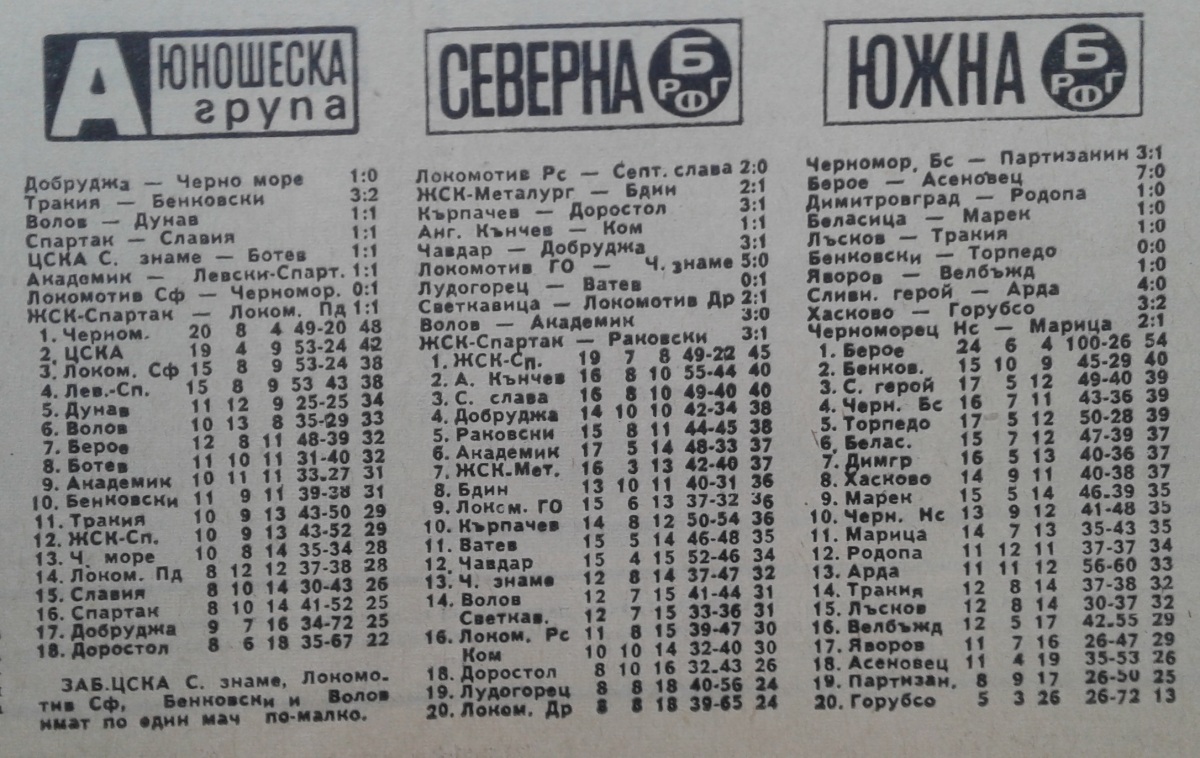 А ЮНОШЕСКА
група
Добруджа — Черно море 1:0
Тракия — Бенковски 3:2
Волов — Дунав 1:1
Спартак — Славия 1:1
ЦСКА С. знаме — Ботев 1:1
Академик — Левски-Спарт. 1:1
Локомотив Сф — Черномор. 0:1
ЖСК-Спартак — Локом. Пд 1:1
1. Черном. 20 8 4 49-20 48
2. ЦСКА 19 4 9 53-24 42
3. Локом. Сф 15 8 9 53-24 38
4. Лев.-Сп. 15 8 9 53 43 38
5. Дунав 11 12 9 25-25 34
6. Волов 10 13 8 35-29 33
7. Берое 12 8 11 48-39 32
8. Ботев 11 10 11 31-40 32
9. Академик 10 11 11 33-27 31
10. Бенковски 11 9 11 39-38 31
11. Тракия 10 9 13 43-50 29
12. ЖСК-Сп. 10 9 13 43-52 29
13. Ч. море 10 8 14 35-34 28
14. Локом. Пд 8 12 12 37-38 28
15. Славия 8 10 14 30-43 26
16. Спартак 8 10 14 41-52 25
17. Добруджа 9 7 16 34-72 25
18. Доростол 8 6 18 35-67 22
ЗАБ.ЦСКА С. знаме, Локомо-
тив Сф, Бенковски и Волов
имат по един мач по-малко.
СЕВЕРНА Б РФГ
Локомотив Рс — Септ. слава 2:0
ЖСК-Металург — Бдин 2:1
Кърпачев — Доростол 3:1
Анг. Кънчев — Ком 1:1
Чавдар — Добруджа 3:1
Локомотив ГО — Ч. знаме 5:0
Лудогорец — Ватев 0:1
Светкавица — Локомотив Др 2:1
Волов — Академик 3:0
ЖСК-Спартак — Раковски 3:1
1. ЖСК-Сп. 19 7 8 49-22 45
2. А. Кънчев 16 8 10 55-44 40
3. С. слава 16 8 10 49-40 40
4. Добруджа 14 10 10 42-34 38
5. Раковски 15 8 11 44-45 38
6. Академик 17 5 14 48-33 37
7. ЖСК-Мет. 16 3 13 42-40 37
8. Бдин 13 10 11 40-31 36
9. Локом. ГО 15 6 13 37-32 36
10. Кърпачев 14 8 12 50-54 36
11. Ватев 15 5 14 46-48 35
12. Чавдар 15 4 15 52-46 34
13. Ч. знаме 12 8 14 37-47 32
14. Волов 12 7 15 41-44 31
Светкав. 12 7 15 33-36 31
16. Локом. Рс 11 8 15 39-47 30
Ком 10 10 14 32-40 30
18. Доростол 8 10 16 32-43 26
19. Лудогорец 8 8 18 40-56 24
20. Локом. Др 8 8 18 39-65 24
ЮЖНА Б РФГ
Черномор, Бс — Партизанин 3:1
Берое — Асеновец 7:0
Димитровград — Родопа 1:0
Беласица — Марек 1:0
Лъсков — Тракия 1:0
Бенковски — Торпедо 0:0
Яворов — Велбъжд 1:0
Сливн. герой — Арда 4:0
Хасково — Горубсо 3:2
Черноморец Нс — Марица 2:1
1. Берое 24 6 4 100-26 54
2. Бенков. 15 10 9 45-29 40
3. С. герой 17 5 12 49-40 39
4. Черн. Бс 16 7 11 43-36 39
5. Торпедо 17 5 12 50-28 39
6. Белас. 15 7 12 47-39 37
7. Димгр 16 5 13 40-36 37
8. Хасково 14 9 11 40-38 37
9. Марек 15 5 14 46-39 35
10. Черн. Нс 13 9 12 41-48 35
11. Марица 14 7 13 35-43 35
12. Родопа 11 12 11 37-37 34
13. Арда 11 11 12 56-60 33
14. Тракия 12 8 14 37-38 32
15. Лъсков 12 8 14 30-37 32
16. Велбъжд 12 5 17 42.55 29
17. Яворов 11 7 16 26-47 29
18. Асеновец 11 4 19 35-53 26
19. Партизан. 8 9 17 26-50 25
20. Горубсо 5 3 26 26-72 13